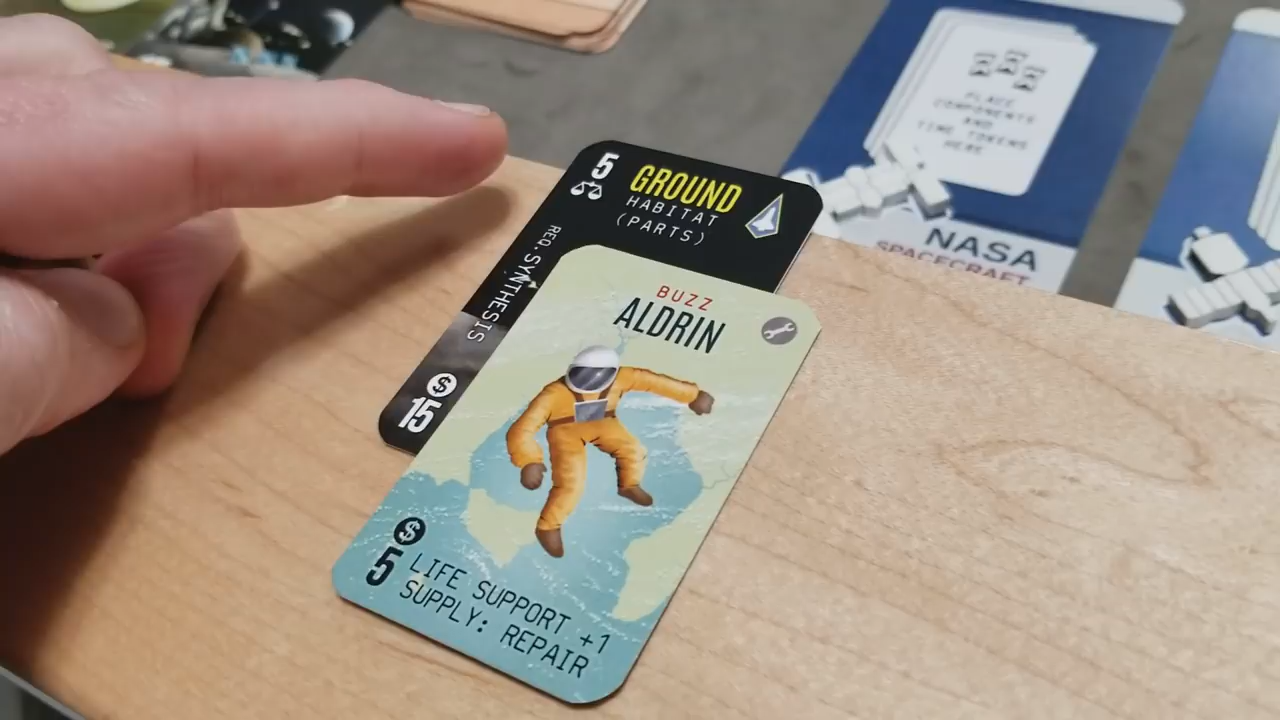 5
GROUND
HABITAT
(PARTS)
REQ. SYNTHESIS
$
15
BUZZ
ALDRIN
$
5
LIFE SUPPORT +1
SUPPLY: REPAIR
PLACE
COMPONENTS
AND
TIME TOKENS
HERE
NASA
SPACECRAFT